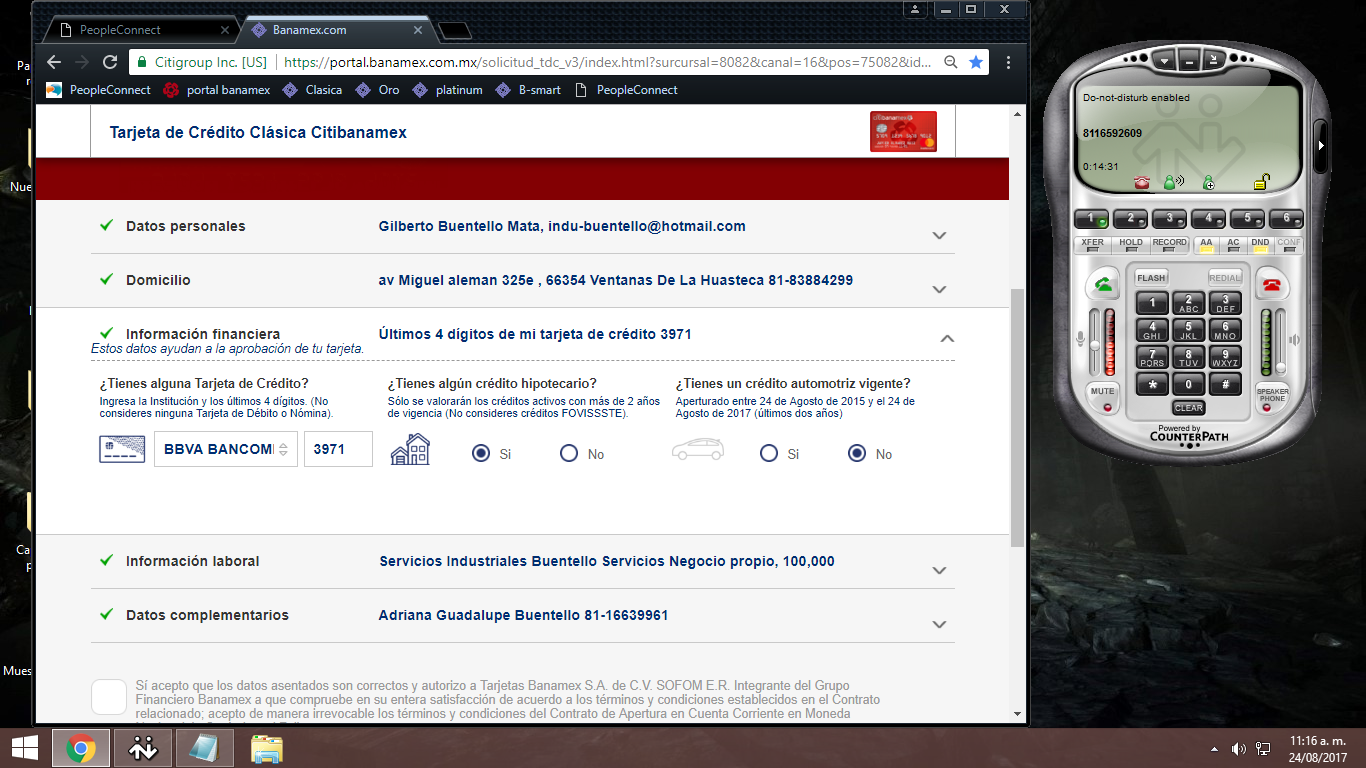 PeopleConnect
Banamex.com
Citigroup Inc. [US]
https://portal.banamex.com.mx/solicitud_tdc_v3/index.html?sursural=8082&canal=16&pos=75082&id...
PeopleConnect
portal banamex
Clasica
Oro
platinum
B-smart
PeopleConnect
Tarjeta de Crédito Clásica Citibanamex
Datos personales
Gilberto Buentello Mata, indu-buentello@hotmail.com
Domicilio
av Miguel aleman 325e , 66354 Ventanas De La Huasteca 81-83884299
Información financiera
Últimos 4 dígitos de mi tarjeta de crédito 3971
Estos datos ayudan a la aprobación de tu tarjeta.
¿Tienes alguna Tarjeta de Crédito?
Ingresa la Institución y los últimos 4 dígitos. (No
consideres ninguna Tarjeta de Débito o Nómina).
BBVA BANCOM
3971
¿Tienes algún crédito hipotecario?
Sólo se valorarán los créditos activos con más de 2 años
de vigencia (No consideres créditos FOVISSSTE).
Si
No
¿Tienes un crédito automotriz vigente?
Aperturado entre 24 de Agosto de 2015 y el 24 de
Agosto de 2017 (últimos dos años)
Si
No
Información laboral
Servicios Industriales Buentello Servicios Negocio propio, 100,000
Datos complementarios
Adriana Guadalupe Buentello 81-16639961
Sí acepto que los datos asentados son correctos y autorizo a Tarjetas Banamex S.A. de C.V. SOFOM E.R. Integrante del Grupo
Financiero Banamex a que compruebe en su entera satisfacción de acuerdo a los términos y condiciones establecidos en el Contrato
relacionado; acepto de manera irrevocable los términos y condiciones del Contrato de Apertura en Cuenta Corriente en Moneda
Do-not-disturb enabled
8116592609
0:14:31
1 2 3 4 5 6
XFER HOLD RECORD AA AC DND CONF
FLASH REDIAL
1 2 ABC 3 DEF
4 GHI 5 JKL 6 MNO
7 PQRS 8 TUV 9 WXYZ
* 0 #
MUTE
SPEAKER
PHONE
CLEAR
Powered by
COUNTERPATH
Pa
r
Nue
Ca
p
Mues
11:16 a. m.
24/08/2017